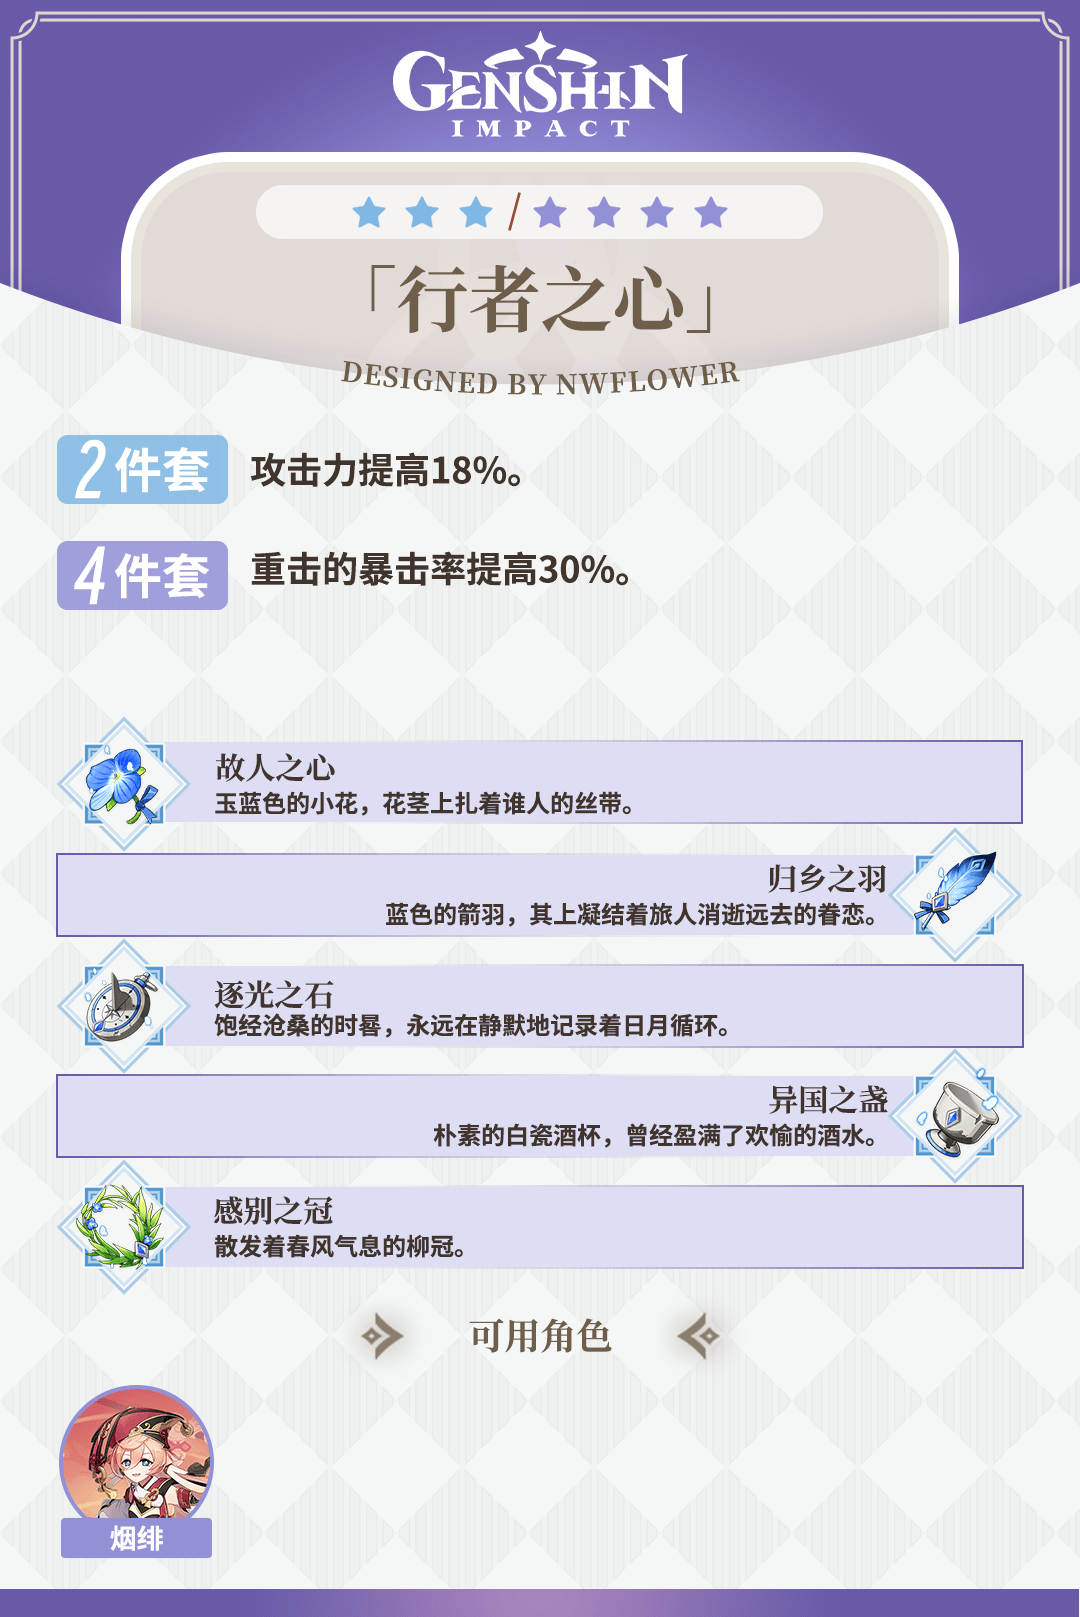 GENSHIN
IMPACT
「行者之心」
DESIGNED BY NWFLOWER
2件套
攻击力提高18%。
4件套
重击的暴击率提高30%。
故人之心
玉蓝色的小花，花茎上扎着谁人的丝带。
归乡之羽
蓝色的箭羽，其上凝结着旅人消逝远去的眷恋。
逐光之石
饱经沧桑的时晷，永远在静默地记录着日月循环。
异国之盏
朴素的白瓷酒杯，曾经盈满了欢愉的酒水。
感别之冠
散发着春风气息的柳冠。
可用角色
烟绯